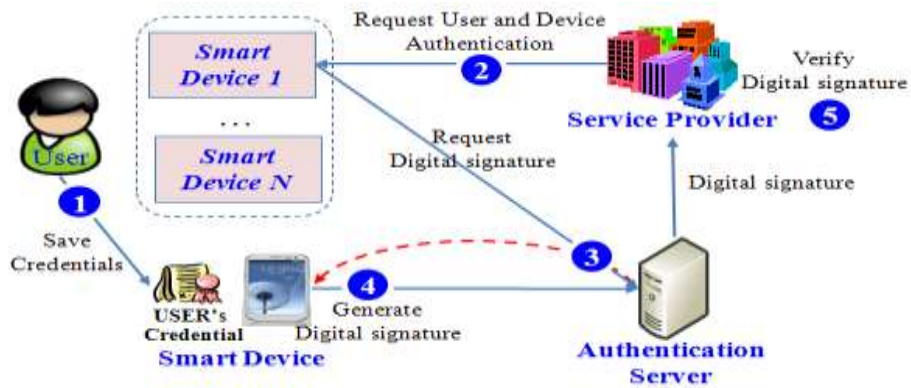 Request User and Device
Authentication
2
Smart
Device 1
...
Smart
Device N
Verify
Digital signature
5
Service Provider
User
1
Save
Credentials
Request
Digital signature
Digital signature
3
4
Generate
Digital signature
USER's
Credential
Smart Device
Authentication
Server